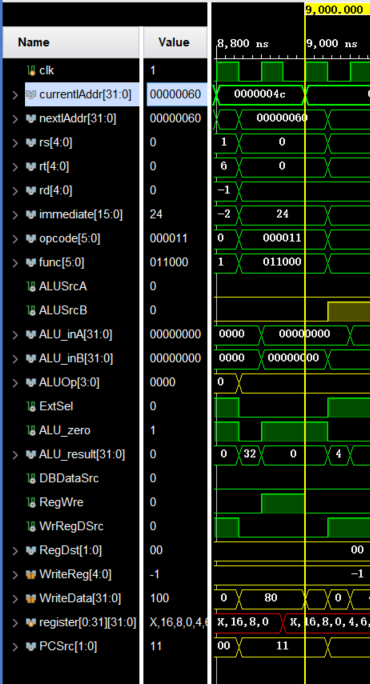 9,000.000
Name Value 8,800 ns 9,000 ns
clk 1
currentIAddr[31:0] 00000060 0000004c
nextIAddr[31:0] 00000060 00000060
rs[4:0] 0 1 0
rt[4:0] 0 6 0
rd[4:0] 0 -1
immediate[15:0] 24 -2 24
opcode[5:0] 000011 0 000011
func[5:0] 011000 1 011000
ALUSrcA 0
ALUSrcB 0
ALU_inA[31:0] 00000000 0000 00000000
ALU_inB[31:0] 00000000 0000 00000000
ALUOp[3:0] 0000 0
ExtSel 0
ALU_zero 1
ALU_result[31:0] 0 0 32 0 4
DBDataSrc 0
RegWre 0
WrRegDSrc 0
RegDst[1:0] 00 00
WriteReg[4:0] -1 -1
WriteData[31:0] 100 0 80 0
register[0:31][31:0] X,16,8,0,4,6 X,16,8,0 X,16,8,0,4,6,
PCSrc[1:0] 11 00 11